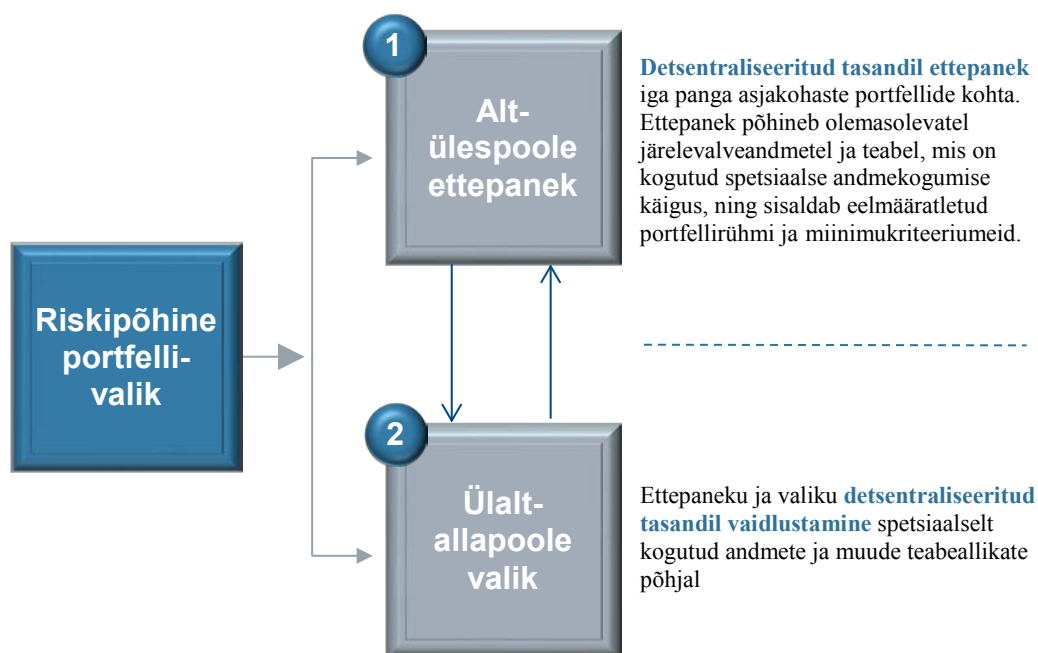 Riskipõhine
portfelli-
valik
1
Alt-
ülespoole
ettepanek
Detsentraliseeritud tasandil ettepanek
iga panga asjakohaste portfellide kohta.
Ettepanek põhineb olemasolevatel
järelevalveandmetel ja teabel, mis on
kogutud spetsiaalse andmekogumise
käigus, ning sisaldab eelmääratletud
portfellirühmi ja miinimukriteeriumeid.
2
Ülalt-
allapoole
valik
Ettepaneku ja valiku detsentraliseeritud
tasandil vaidlustamine spetsiaalselt
kogutud andmete ja muude teabeallikate
põhjal